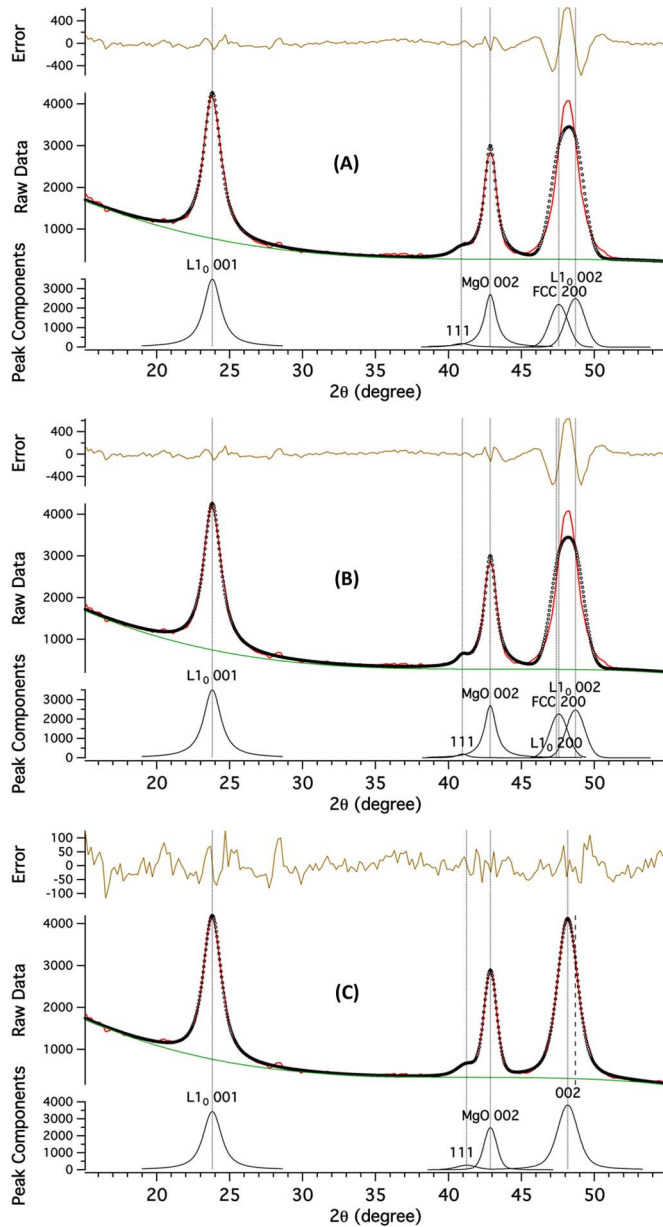 Error
400
0
-400
Raw Data
4000
3000
2000
1000
(A)
Peak Components
3000
2000
1000
0
L1₀ 001
111
MgO 002
L1₀ 002
FCC 200
20 25 30 35 40 45 50
2θ (degree)
Error
400
0
-400
Raw Data
4000
3000
2000
1000
(B)
Peak Components
3000
2000
1000
0
L1₀ 001
111
MgO 002
L1₀ 002
FCC 200
L1₀ 200
20 25 30 35 40 45 50
2θ (degree)
Error
100
50
0
-50
-100
Raw Data
4000
3000
2000
1000
(C)
Peak Components
4000
3000
2000
1000
0
L1₀ 001
111
MgO 002
002
20 25 30 35 40 45 50
2θ (degree)